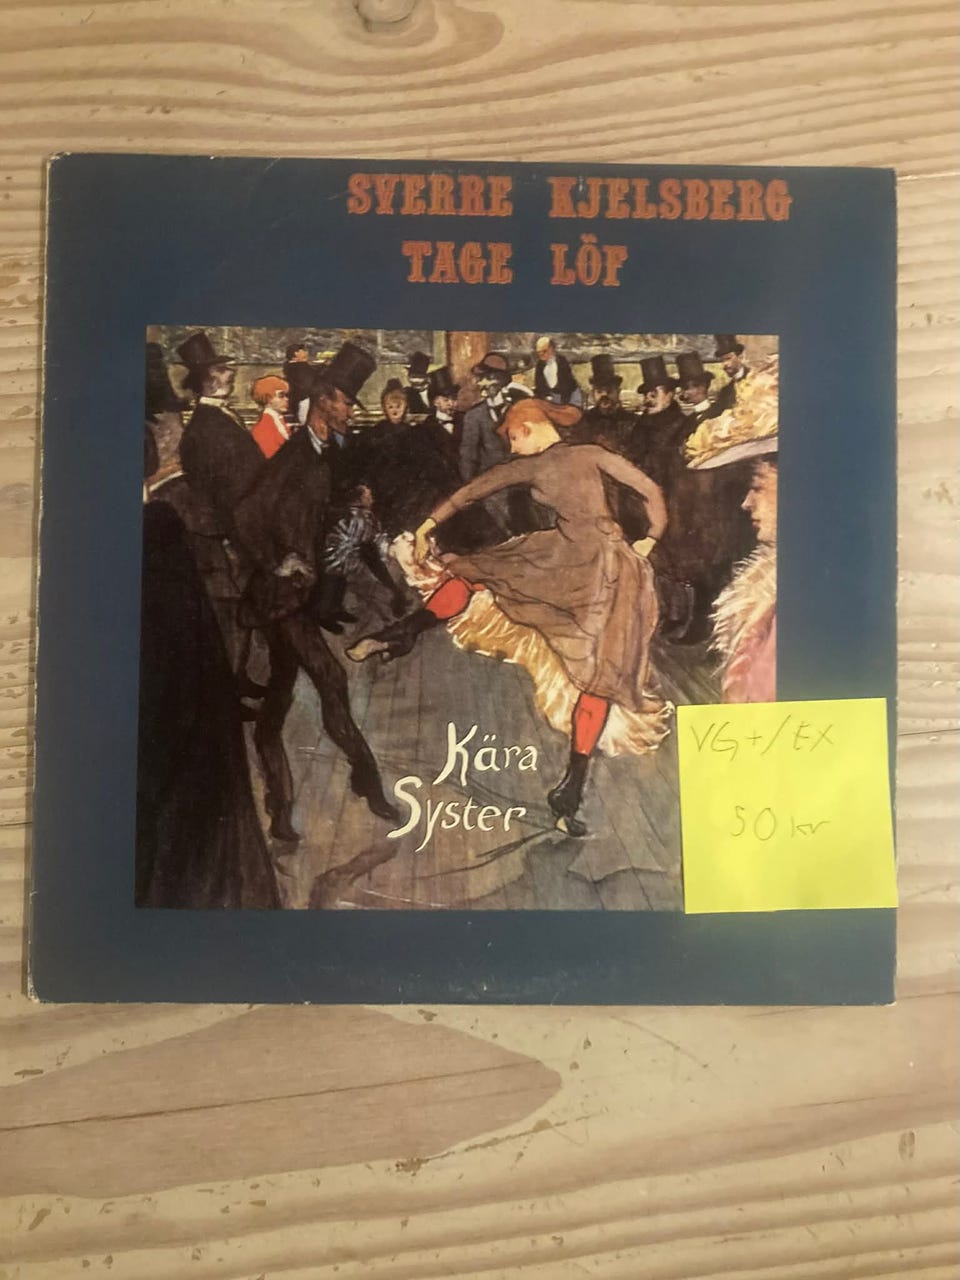 SVERRE KJELSBERG
TAGE LÖF
Kära
Syster
VG+/EX
50 kr